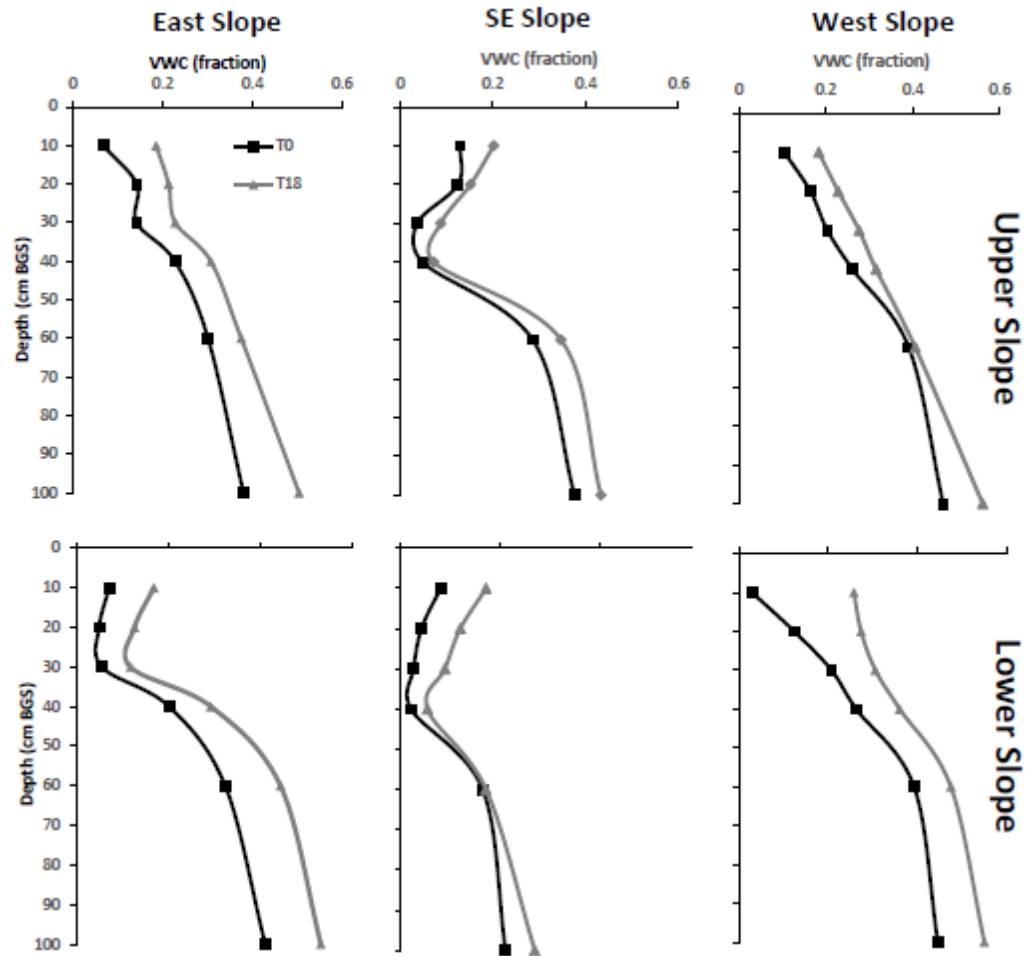 East Slope
SE Slope
West Slope
VWC (fraction)
VWC (fraction)
VWC (fraction)
0 0.2 0.4 0.6
0 0.2 0.4 0.6
0 0.2 0.4 0.6
Depth (cm BGS)
0
10
20
30
40
50
60
70
80
90
100
T0
T18
Upper Slope
Depth (cm BGS)
0
10
20
30
40
50
60
70
80
90
100
Lower Slope